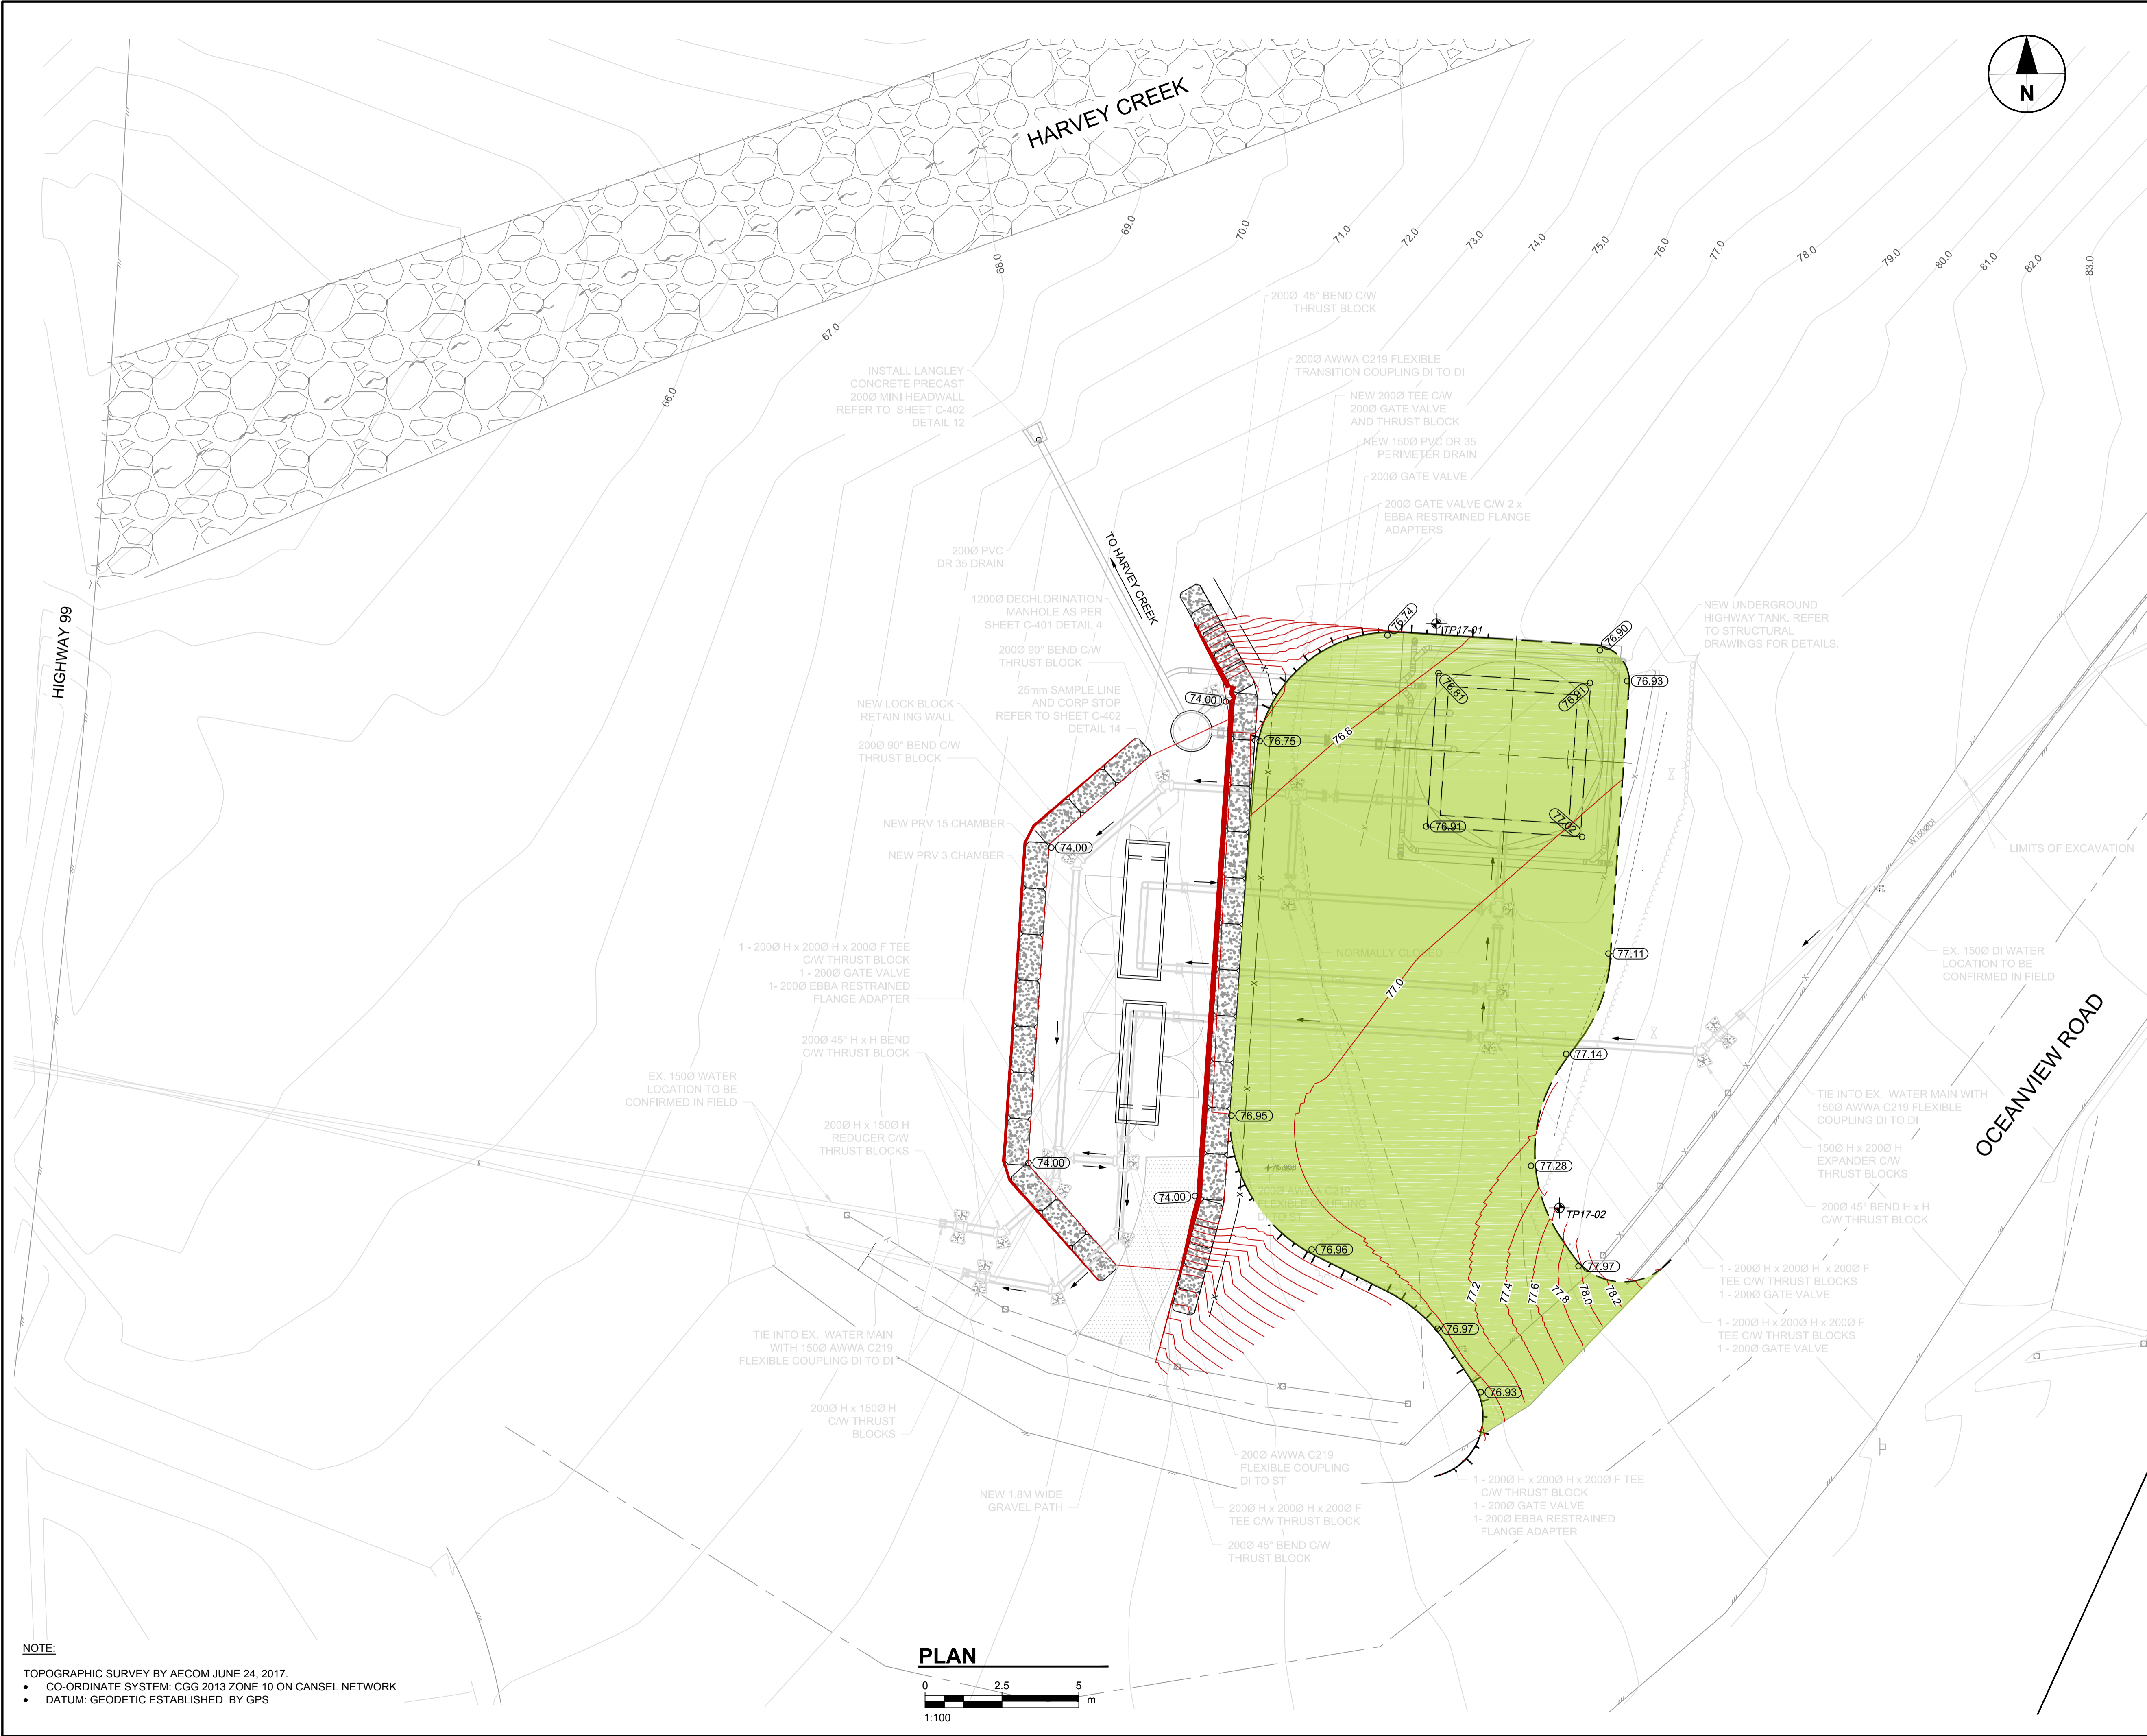 HARVEY CREEK
N
69.0
70.0
71.0
72.0
73.0
74.0
75.0
76.0
77.0
78.0
79.0
80.0
81.0
82.0
83.0
68.0
67.0
66.0
200Ø 45° BEND C/W
THRUST BLOCK
INSTALL LANGLEY
CONCRETE PRECAST
200Ø MINI HEADWALL
REFER TO SHEET C-402
DETAIL 12
200Ø AWWA C219 FLEXIBLE
TRANSITION COUPLING DI TO DI
NEW 200Ø TEE C/W
200Ø GATE VALVE
AND THRUST BLOCK
NEW 150Ø PVC DR 35
PERIMETER DRAIN
200Ø GATE VALVE
200Ø GATE VALVE C/W 2 x
EBBA RESTRAINED FLANGE
ADAPTERS
200Ø PVC
DR 35 DRAIN
TO HARVEY CREEK
1200Ø DECHLORINATION
MANHOLE AS PER
SHEET C-401 DETAIL 4
200Ø 90° BEND C/W
THRUST BLOCK
25mm SAMPLE LINE
AND CORP STOP
REFER TO SHEET C-402
DETAIL 14
NEW LOCK BLOCK
RETAIN ING WALL
200Ø 90° BEND C/W
THRUST BLOCK
NEW PRV 15 CHAMBER
NEW PRV 3 CHAMBER
HIGHWAY 99
NEW UNDERGROUND
HIGHWAY TANK. REFER
TO STRUCTURAL
DRAWINGS FOR DETAILS.
TP17-01
76.74
76.90
76.93
76.81
76.91
74.00
76.75
76.8
76.91
77.02
74.00
W150ØDI
LIMITS OF EXCAVATION
1 - 200Ø H x 200Ø H x 200Ø F TEE
C/W THRUST BLOCK
1 - 200Ø GATE VALVE
1- 200Ø EBBA RESTRAINED
FLANGE ADAPTER
NORMALLY CLOSED
77.11
77.0
EX. 150Ø DI WATER
LOCATION TO BE
CONFIRMED IN FIELD
OCEANVIEW ROAD
200Ø 45° H x H BEND
C/W THRUST BLOCK
77.14
EX. 150Ø WATER
LOCATION TO BE
CONFIRMED IN FIELD
200Ø H x 150Ø H
REDUCER C/W
THRUST BLOCKS
76.95
TIE INTO EX. WATER MAIN WITH
150Ø AWWA C219 FLEXIBLE
COUPLING DI TO DI
150Ø H x 200Ø H
EXPANDER C/W
THRUST BLOCKS
200Ø 45° BEND H x H
C/W THRUST BLOCK
74.00
74.00
77.28
TP17-02
200Ø AWWA C219
FLEXIBLE COUPLING
DI TO ST
76.96
77.97
77.2
77.4
77.6
77.8
78.0
78.2
1 - 200Ø H x 200Ø H x 200Ø F
TEE C/W THRUST BLOCKS
1 - 200Ø GATE VALVE
1 - 200Ø H x 200Ø H x 200Ø F
TEE C/W THRUST BLOCKS
1 - 200Ø GATE VALVE
76.97
76.93
TIE INTO EX. WATER MAIN
WITH 150Ø AWWA C219
FLEXIBLE COUPLING DI TO DI
200Ø H x 150Ø H
C/W THRUST
BLOCKS
NEW 1.8M WIDE
GRAVEL PATH
200Ø AWWA C219
FLEXIBLE COUPLING
DI TO ST
200Ø H x 200Ø H x 200Ø F
TEE C/W THRUST BLOCK
200Ø 45° BEND C/W
THRUST BLOCK
1 - 200Ø H x 200Ø H x 200Ø F TEE
C/W THRUST BLOCK
1 - 200Ø GATE VALVE
1- 200Ø EBBA RESTRAINED
FLANGE ADAPTER
NOTE:
TOPOGRAPHIC SURVEY BY AECOM JUNE 24, 2017.
• CO-ORDINATE SYSTEM: CGG 2013 ZONE 10 ON CANSEL NETWORK
• DATUM: GEODETIC ESTABLISHED BY GPS
PLAN
0 2.5 5
m
1:100